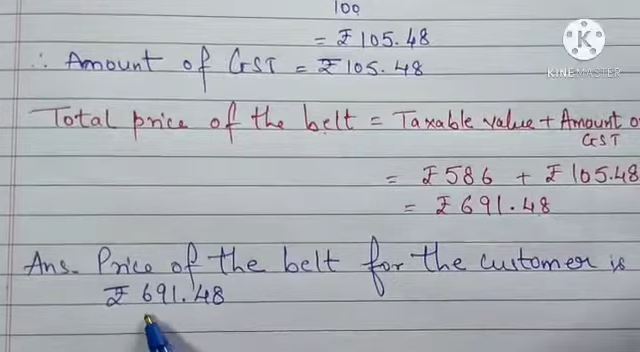 100
= ₹105.48
∴ Amount of GST = ₹105.48
KINEMASTER
Total price of the belt = Taxable value + Amount o
GST
= ₹586 + ₹105.48
= ₹691.48
Ans. Price of the belt for the customer is
₹ 691.48